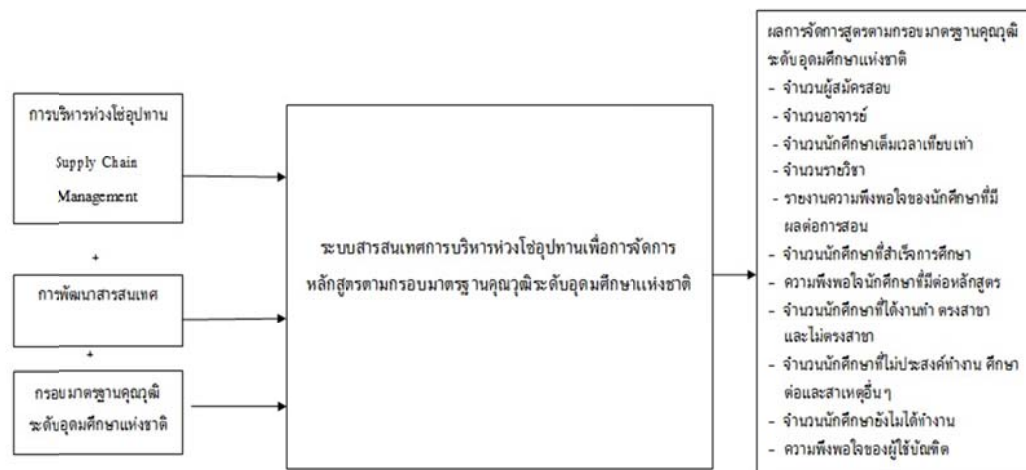 การบริหารห่วงโซ่อุปทาน
Supply Chain
Management
+
การพัฒนาสารสนเทศ
+
กรอบมาตรฐานคุณวุฒิ
ระดับอุดมศึกษาแห่งชาติ
ระบบสารสนเทศการบริหารห่วงโซ่อุปทานเพื่อการจัดการ
หลักสูตรตามกรอบมาตรฐานคุณวุฒิระดับอุดมศึกษาแห่งชาติ
ผลการจัดการสูตรตามกรอบมาตรฐานคุณวุฒิ
ระดับอุดมศึกษาแห่งชาติ
- จำนวนผู้สมัครสอบ
- จำนวนอาจารย์
- จำนวนนักศึกษาเต็มเวลาเทียบเท่า
- จำนวนรายวิชา
- รายงานความพึงพอใจของนักศึกษาที่มี
ผลต่อการสอน
- จำนวนนักศึกษาที่สำเร็จการศึกษา
- ความพึงพอใจนักศึกษาที่มีต่อหลักสูตร
- จำนวนนักศึกษาที่ได้งานทำ ตรงสาขา
และไม่ตรงสาขา
- จำนวนนักศึกษาที่ไม่ประสงค์ทำงาน ศึกษา
ต่อและสาเหตุอื่นๆ
- จำนวนนักศึกษายังไม่ได้ทำงาน
- ความพึงพอใจของผู้ใช้บัณฑิต